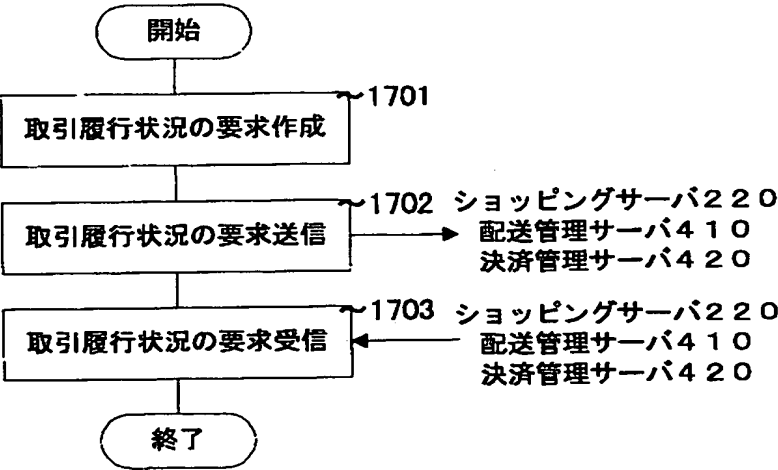 開始
1701
取引履行状況の要求作成
1702
取引履行状況の要求送信
ショッピングサーバ220
配送管理サーバ410
決済管理サーバ420
1703
取引履行状況の要求受信
ショッピングサーバ220
配送管理サーバ410
決済管理サーバ420
終了